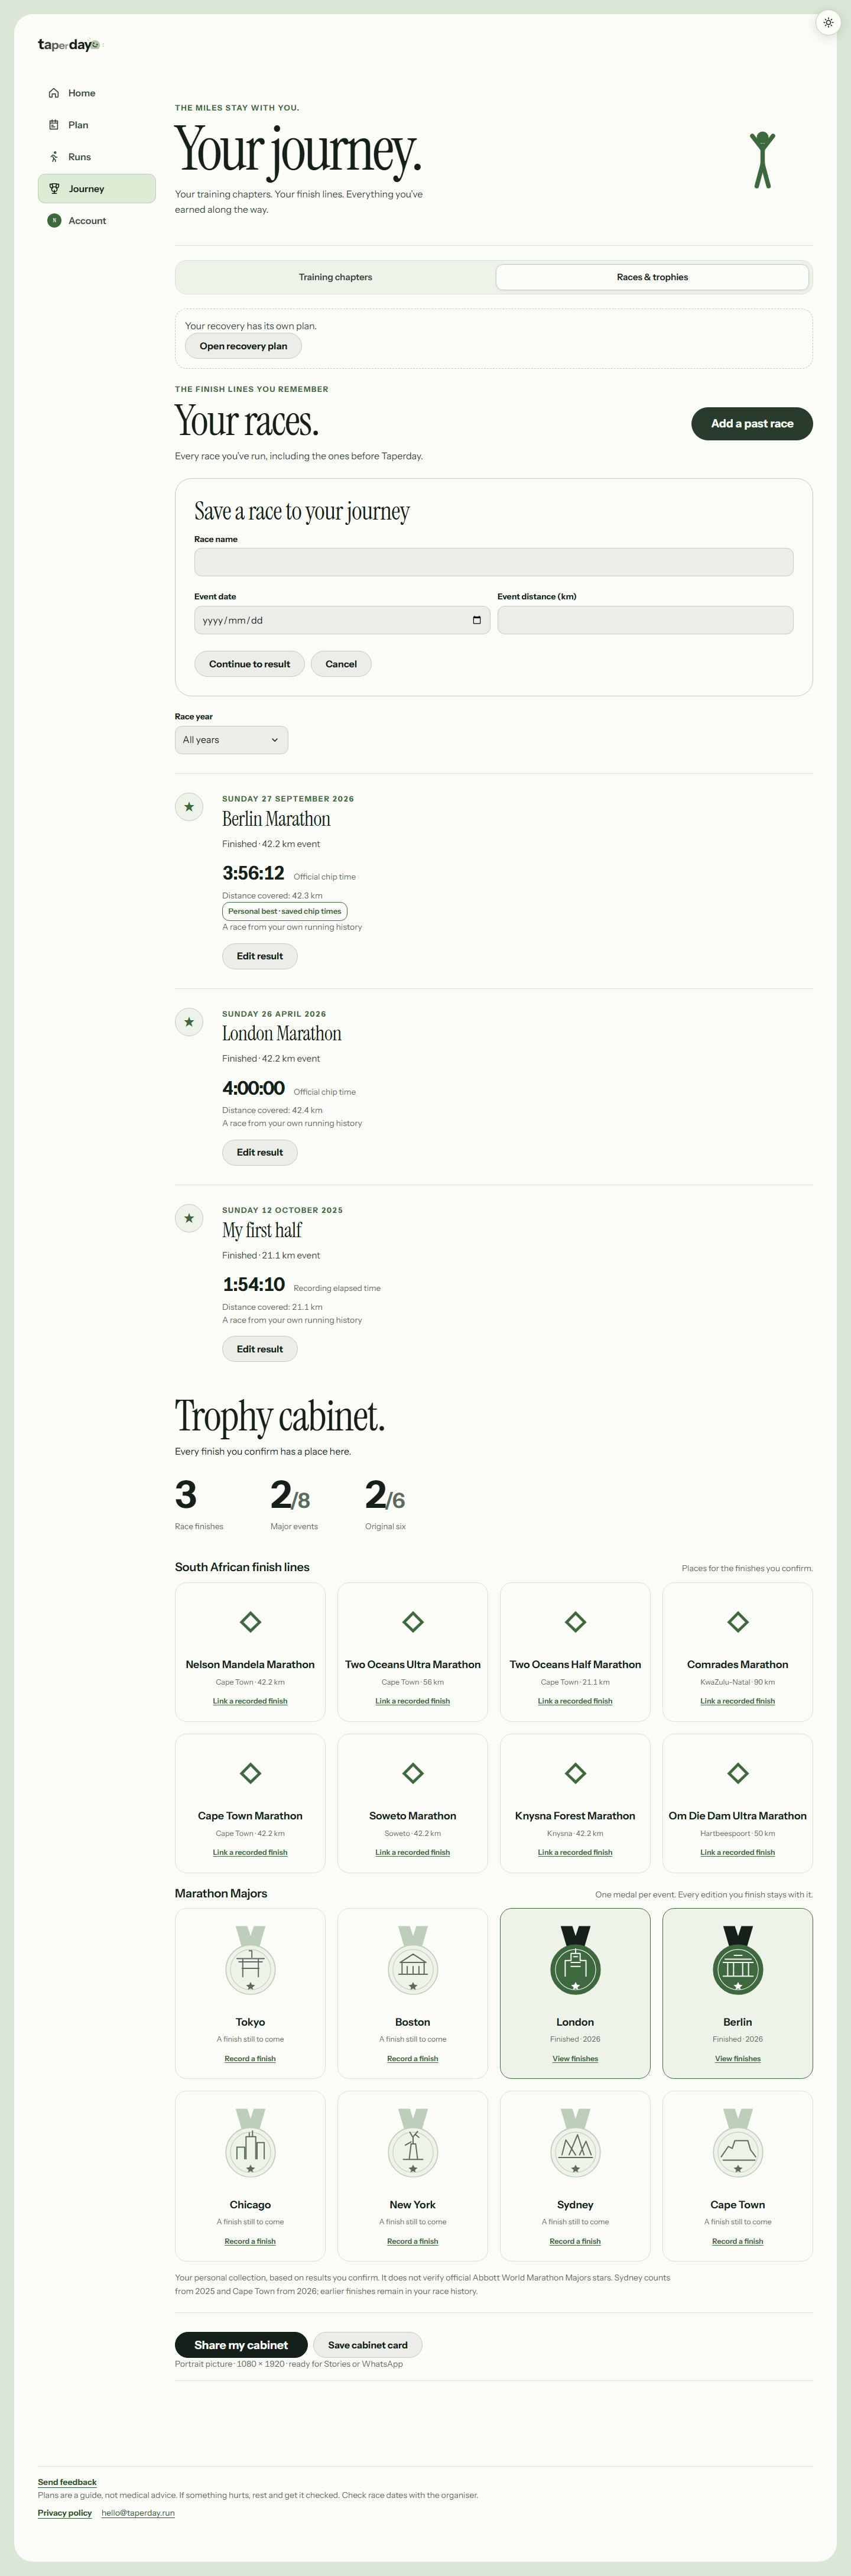 taperday
Home
Plan
Runs
Journey
N
Account
THE MILES STAY WITH YOU.
Your journey.
Your training chapters. Your finish lines. Everything you've
earned along the way.
Training chapters
Races & trophies
Your recovery has its own plan.
Open recovery plan
THE FINISH LINES YOU REMEMBER
Your races.
Add a past race
Every race you've run, including the ones before Taperday.
Save a race to your journey
Race name
Event date
Event distance (km)
yyyy/mm/dd
Continue to result
Cancel
Race year
All years
SUNDAY 27 SEPTEMBER 2026
Berlin Marathon
Finished · 42.2 km event
3:56:12 Official chip time
Distance covered: 42.3 km
Personal best · saved chip times
A race from your own running history
Edit result
SUNDAY 26 APRIL 2026
London Marathon
Finished · 42.2 km event
4:00:00 Official chip time
Distance covered: 42.4 km
A race from your own running history
Edit result
SUNDAY 12 OCTOBER 2025
My first half
Finished · 21.1 km event
1:54:10 Recording elapsed time
Distance covered: 21.1 km
A race from your own running history
Edit result
Trophy cabinet.
Every finish you confirm has a place here.
3
2/8
2/6
Race finishes
Major events
Original six
South African finish lines
Places for the finishes you confirm.
Nelson Mandela Marathon
Cape Town · 42.2 km
Link a recorded finish
Two Oceans Ultra Marathon
Cape Town · 56 km
Link a recorded finish
Two Oceans Half Marathon
Cape Town · 21.1 km
Link a recorded finish
Comrades Marathon
KwaZulu-Natal · 90 km
Link a recorded finish
Cape Town Marathon
Cape Town · 42.2 km
Link a recorded finish
Soweto Marathon
Soweto · 42.2 km
Link a recorded finish
Knysna Forest Marathon
Knysna · 42.2 km
Link a recorded finish
Om Die Dam Ultra Marathon
Hartbeespoort · 50 km
Link a recorded finish
Marathon Majors
One medal per event. Every edition you finish stays with it.
Tokyo
A finish still to come
Record a finish
Boston
A finish still to come
Record a finish
London
Finished · 2026
View finishes
Berlin
Finished · 2026
View finishes
Chicago
A finish still to come
Record a finish
New York
A finish still to come
Record a finish
Sydney
A finish still to come
Record a finish
Cape Town
A finish still to come
Record a finish
Your personal collection, based on results you confirm. It does not verify official Abbott World Marathon Majors stars. Sydney counts
from 2025 and Cape Town from 2026; earlier finishes remain in your race history.
Share my cabinet
Save cabinet card
Portrait picture · 1080 × 1920 · ready for Stories or WhatsApp
Send feedback
Plans are a guide, not medical advice. If something hurts, rest and get it checked. Check race dates with the organiser.
Privacy policy
hello@taperday.run